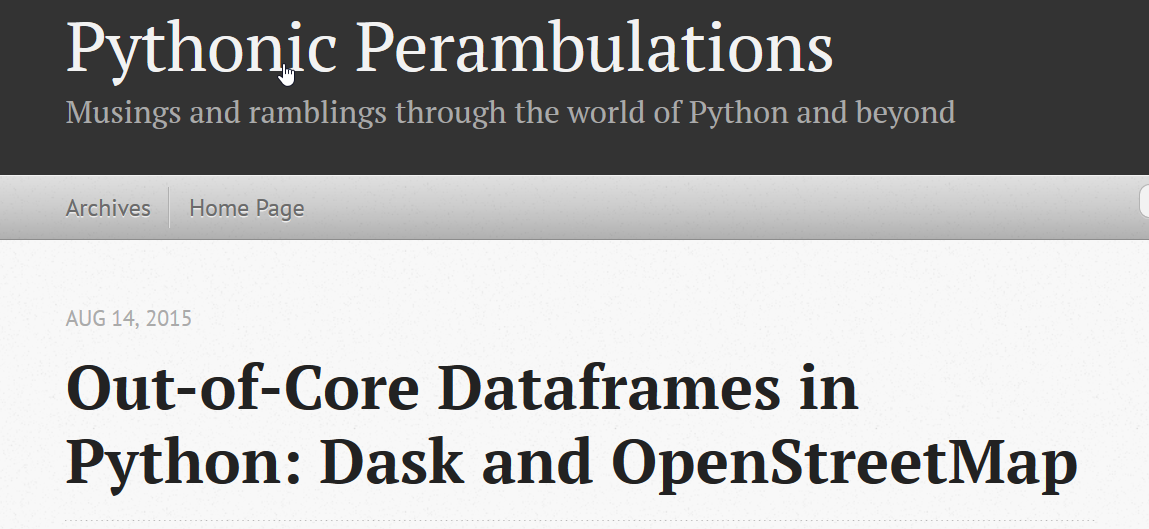 Pythonic Perambulations
Musings and ramblings through the world of Python and beyond
Archives
Home Page
AUG 14, 2015
Out-of-Core Dataframes in
Python: Dask and OpenStreetMap